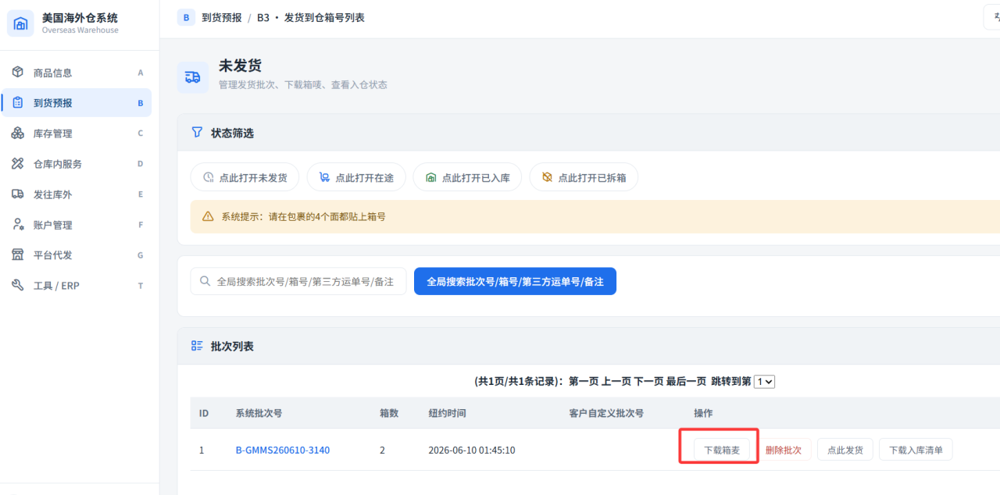 美国海外仓系统
Overseas Warehouse
商品信息 A
到货预报 B
库存管理 C
仓库内服务 D
发往库外 E
账户管理 F
平台代发 G
工具 / ERP T
B 到货预报 / B3 • 发货到仓箱号列表
未发货
管理发货批次、下载箱唛、查看入仓状态
状态筛选
点此打开未发货 点此打开在途 点此打开已入库 点此打开已拆箱
系统提示：请在包裹的4个面都贴上箱号
全局搜索批次号/箱号/第三方运单号/备注 全局搜索批次号/箱号/第三方运单号/备注
批次列表
(共1页/共1条记录)：第一页 上一页 下一页 最后一页 跳转到第 1
ID 系统批次号 箱数 纽约时间 客户自定义批次号 操作
1 B-GMMS260610-3140 2 2026-06-10 01:45:10 下载箱麦 删除批次 点此发货 下载入库清单